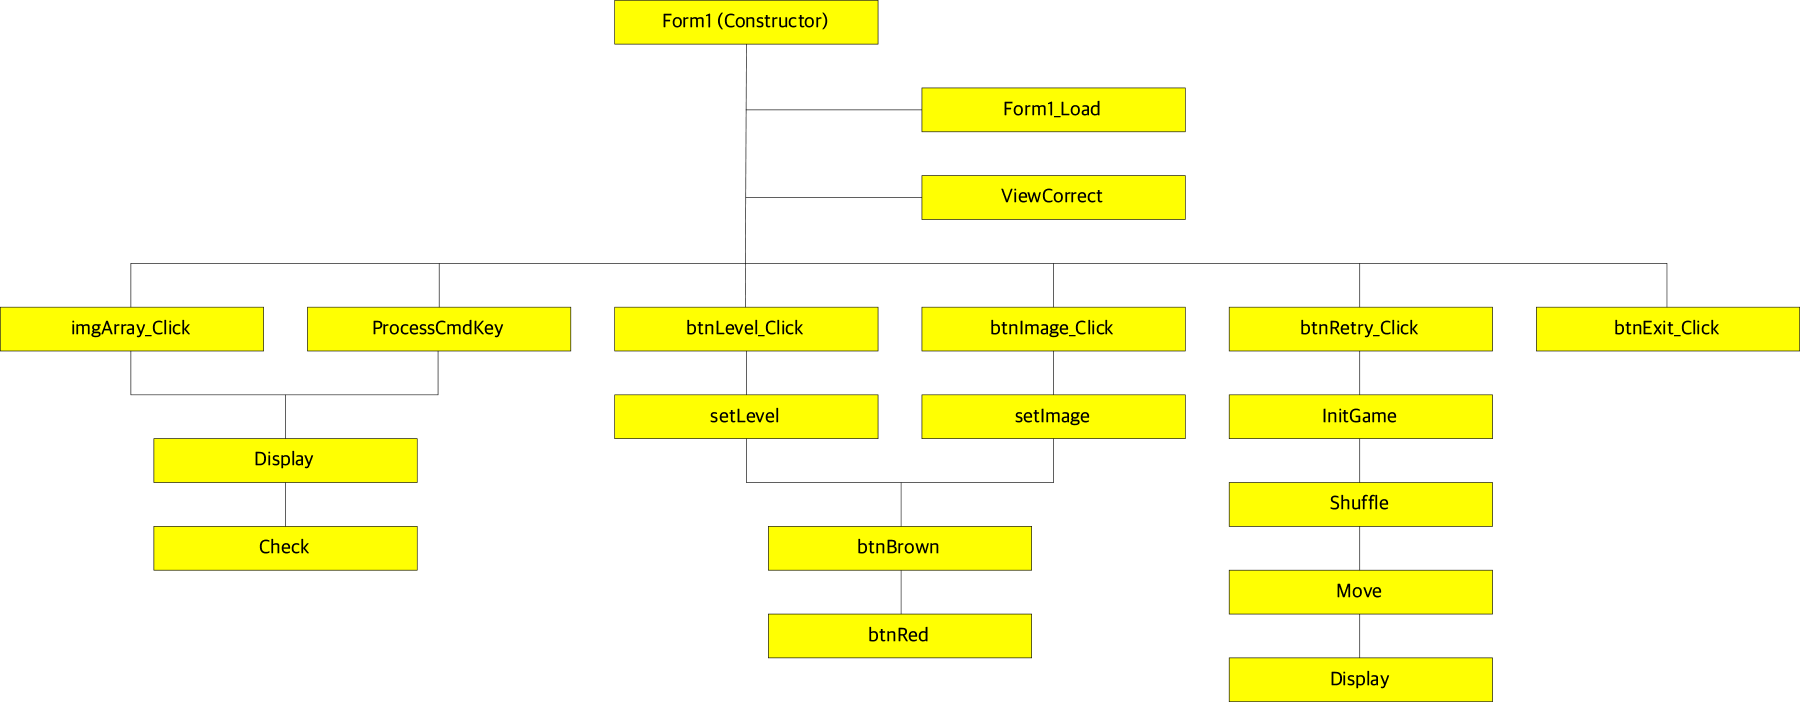 Form1 (Constructor)
Form1_Load
ViewCorrect
imgArray_Click
ProcessCmdKey
btnLevel_Click
btnImage_Click
btnRetry_Click
btnExit_Click
setLevel
setImage
InitGame
Display
Shuffle
Check
btnBrown
Move
btnRed
Display